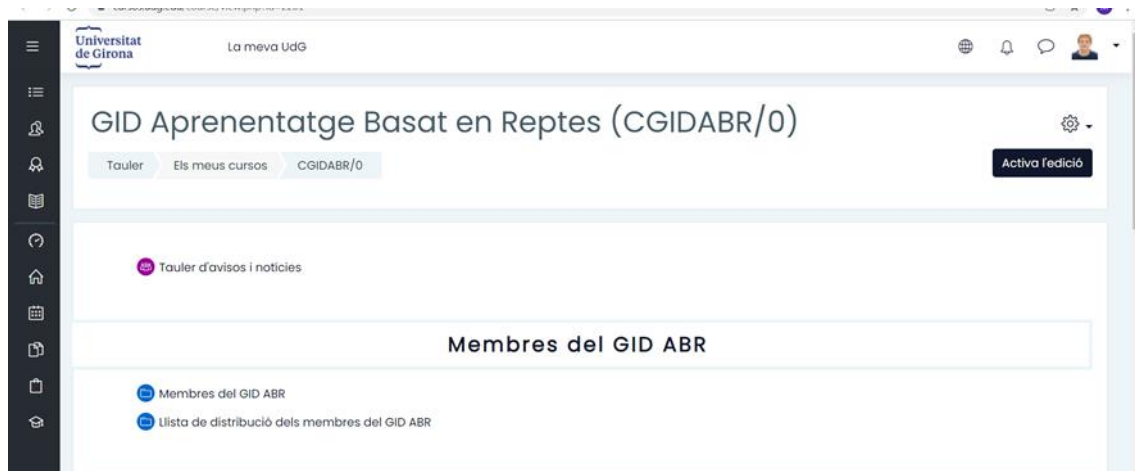 Universitat
de Girona
La meva UdG
GID Aprenentatge Basat en Reptes (CGIDABR/0)
Tauler Els meus cursos CGIDABR/0
Activa l'edició
Tauler d'avisos i noticies
Membres del GID ABR
Membres del GID ABR
Llista de distribució dels membres del GID ABR